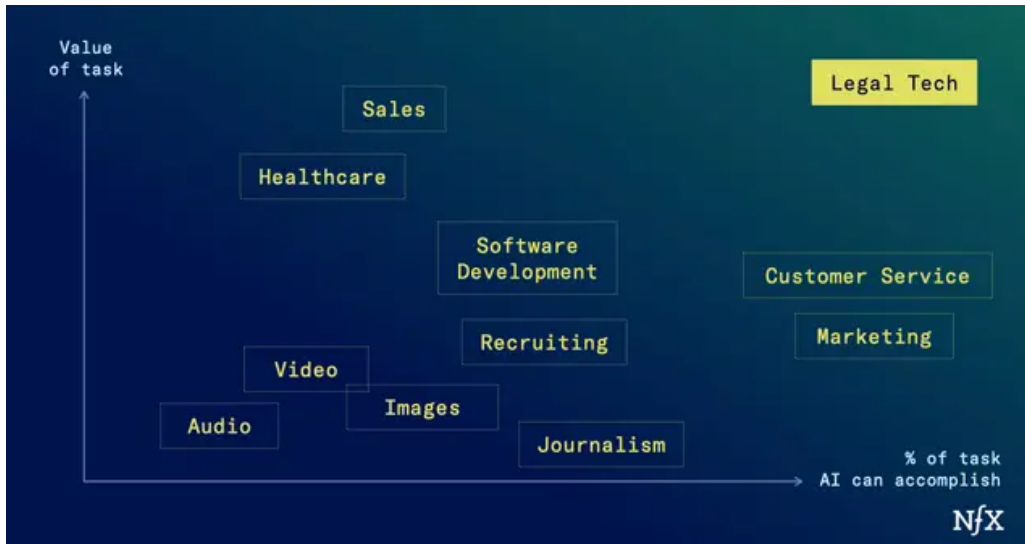 Value
of task
Legal Tech
Sales
Healthcare
Software
Development
Customer Service
Marketing
Recruiting
Video
Images
Audio
Journalism
% of task
AI can accomplish
NfX